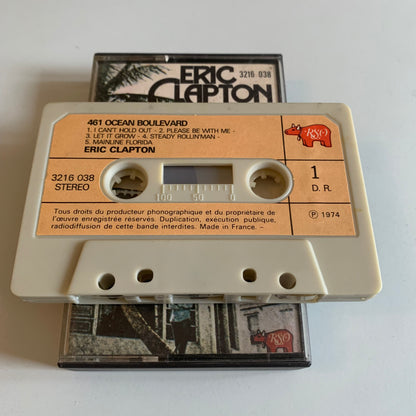 ERIC
3216 038
CLAPTON
461 OCEAN BOULEVARD
1. I CAN'T HOLD OUT - 2. PLEASE BE WITH ME -
3. LET IT GROW - 4. STEADY ROLLIN'MAN -
5. MAINLINE FLORIDA
ERIC CLAPTON
RSO
3216 038
STEREO
100 50 0
1
D. R.
Tous droits du producteur phonographique et du propriétaire de
l'œuvre enregistrée réservés. Duplication, exécution publique,
radiodiffusion de cette bande interdites. Made in France. -
℗ 1974
RSO